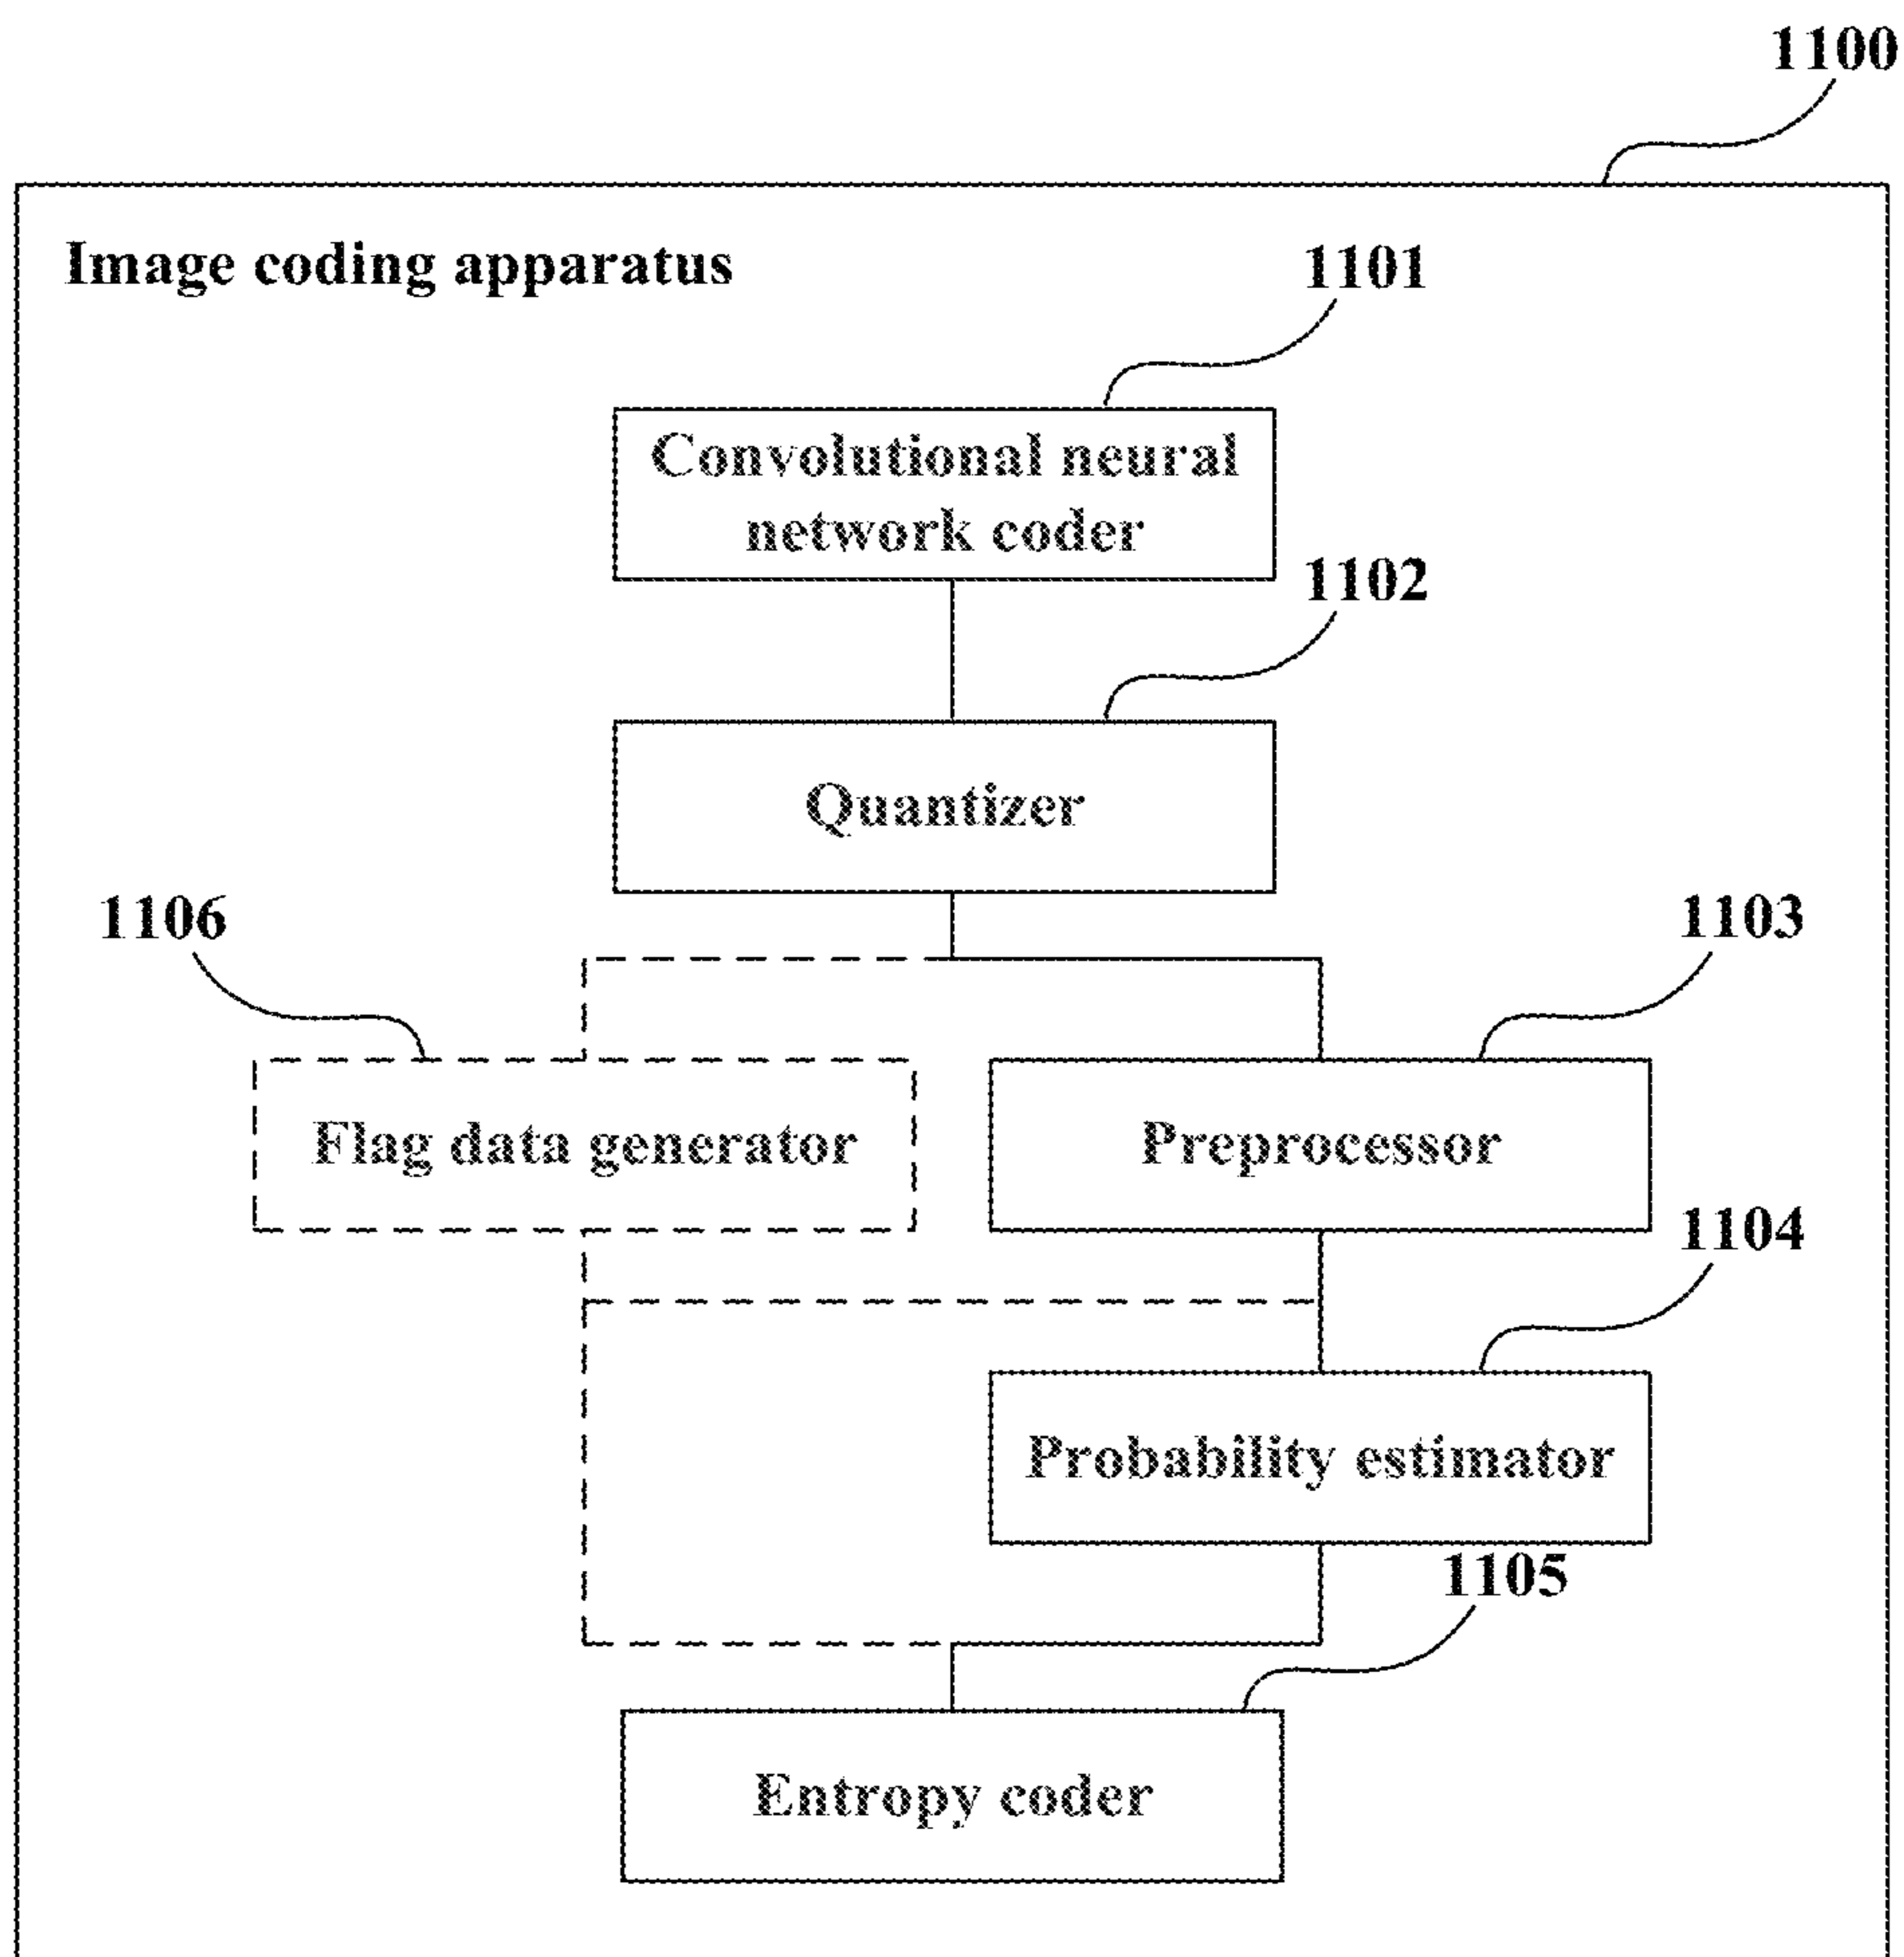 1100
Image coding apparatus
1101
Convolutional neural
network coder
1102
Quantizer
1106
1103
Flag data generator
Preprocessor
1104
Probability estimator
1105
Entropy coder